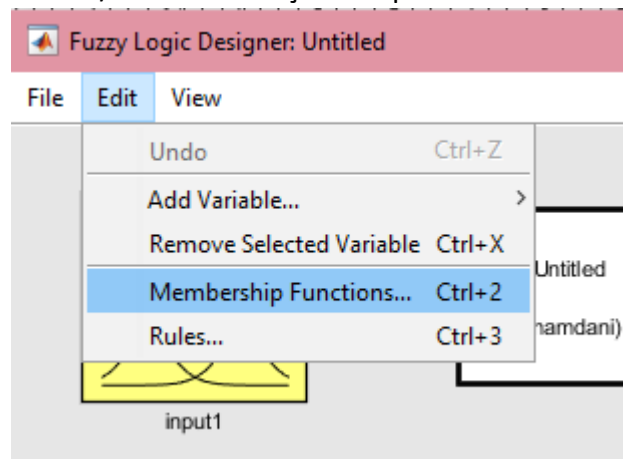 Fuzzy Logic Designer: Untitled
File Edit View
Undo Ctrl+Z
Add Variable... >
Remove Selected Variable Ctrl+X
Membership Functions... Ctrl+2
Rules... Ctrl+3
Untitled
namdani)
input1